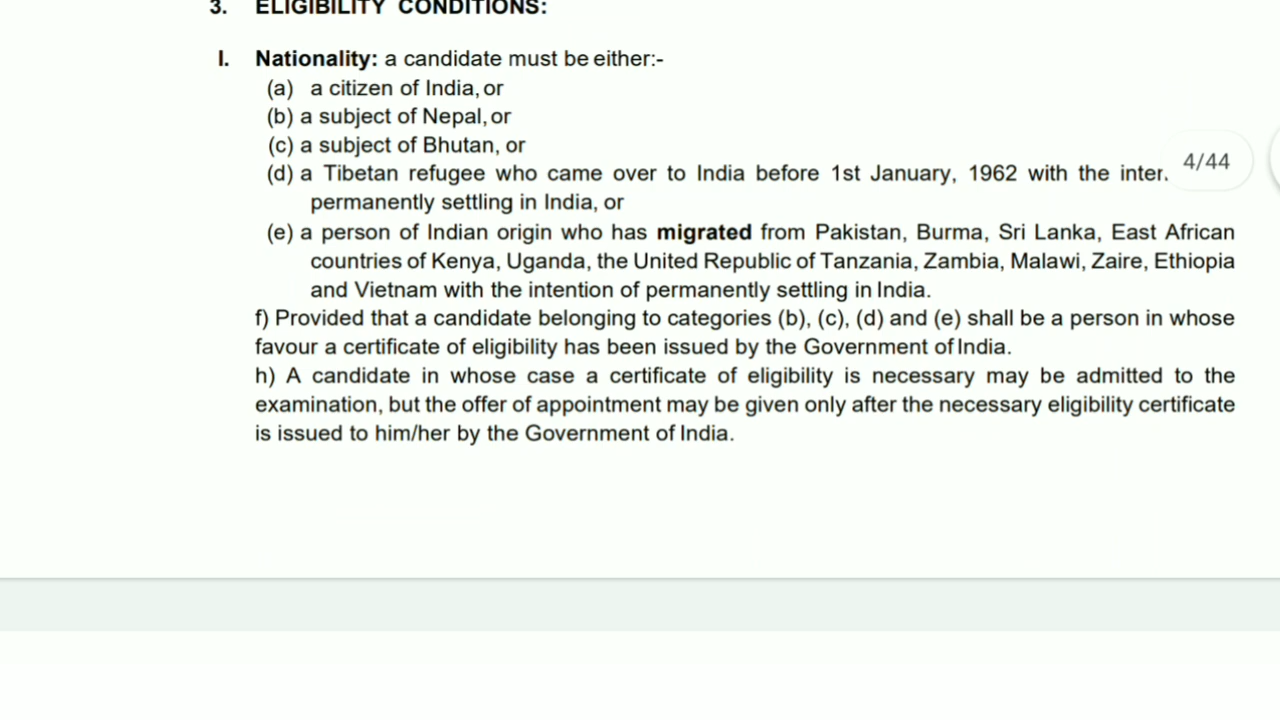 3. ELIGIBILITY CONDITIONS:
I. Nationality: a candidate must be either:-
(a) a citizen of India, or
(b) a subject of Nepal, or
(c) a subject of Bhutan, or
(d) a Tibetan refugee who came over to India before 1st January, 1962 with the
4/44
permanently settling in India, or
(e) a person of Indian origin who has migrated from Pakistan, Burma, Sri Lanka, East African
countries of Kenya, Uganda, the United Republic of Tanzania, Zambia, Malawi, Zaire, Ethiopia
and Vietnam with the intention of permanently settling in India.
f) Provided that a candidate belonging to categories (b), (c), (d) and (e) shall be a person in whose
favour a certificate of eligibility has been issued by the Government of India.
h) A candidate in whose case a certificate of eligibility is necessary may be admitted to the
examination, but the offer of appointment may be given only after the necessary eligibility certificate
is issued to him/her by the Government of India.